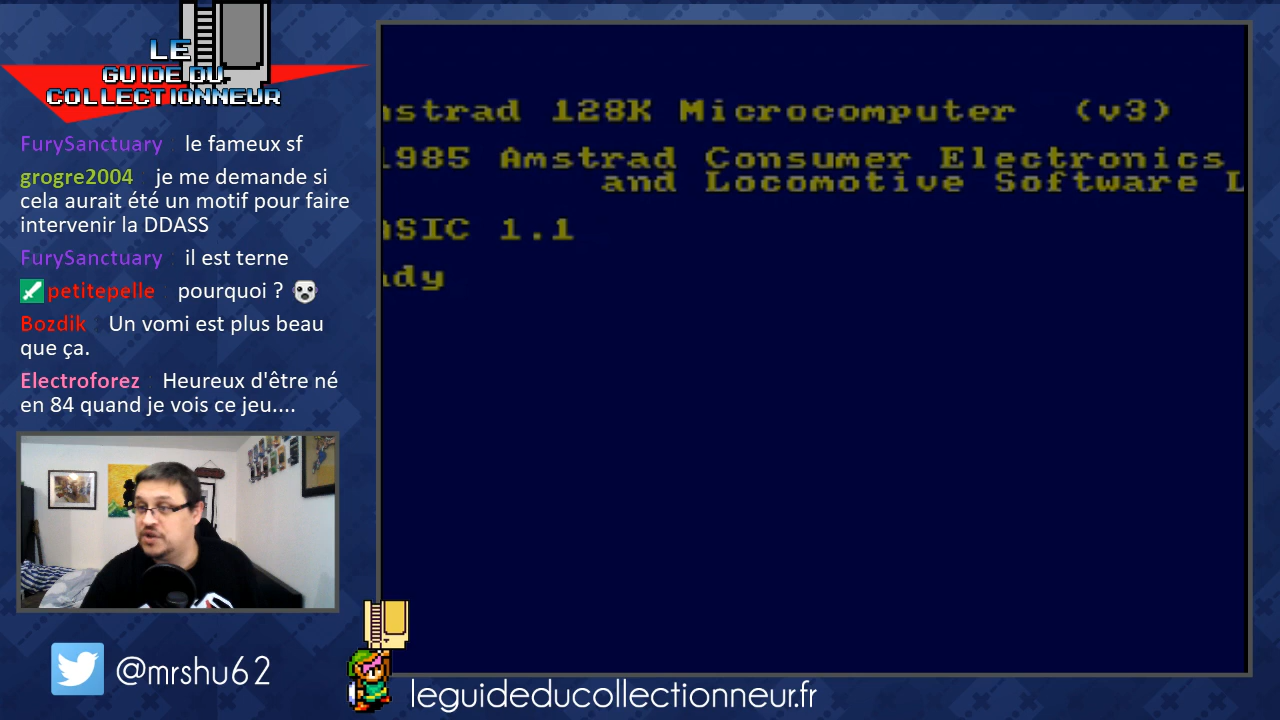 LE
GUIDE DU
COLLECTIONNEUR
FurySanctuary : le fameux sf
grogre2004 : je me demande si
cela aurait été un motif pour faire
intervenir la DDASS
FurySanctuary : il est terne
petitepelle : pourquoi ?
Bozdik : Un vomi est plus beau
que ça.
Electroforez : Heureux d'être né
en 84 quand je vois ce jeu....
@mrshu62
mstrad 128K Microcomputer (v3)
1985 Amstrad Consumer Electronics
and Locomotive Software L
ASIC 1.1
ady
leguideducollectionneur.fr